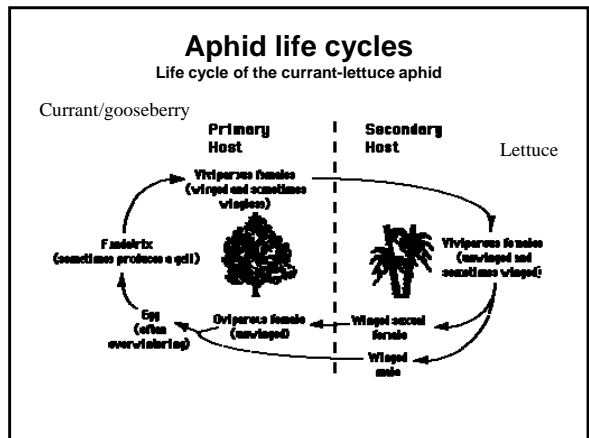 Aphid life cycles
Life cycle of the currant-lettuce aphid
Currant/gooseberry
Primary
Host
Secondary
Host
Lettuce
Viviparous females
(winged and sometimes
wingless)
Fundatrix
(sometimes produces a gall)
Viviparous females
(unwinged and
sometimes winged)
Egg
(often
overwintering)
Oviparous female
(unwinged)
Winged sexual
female
Winged
male